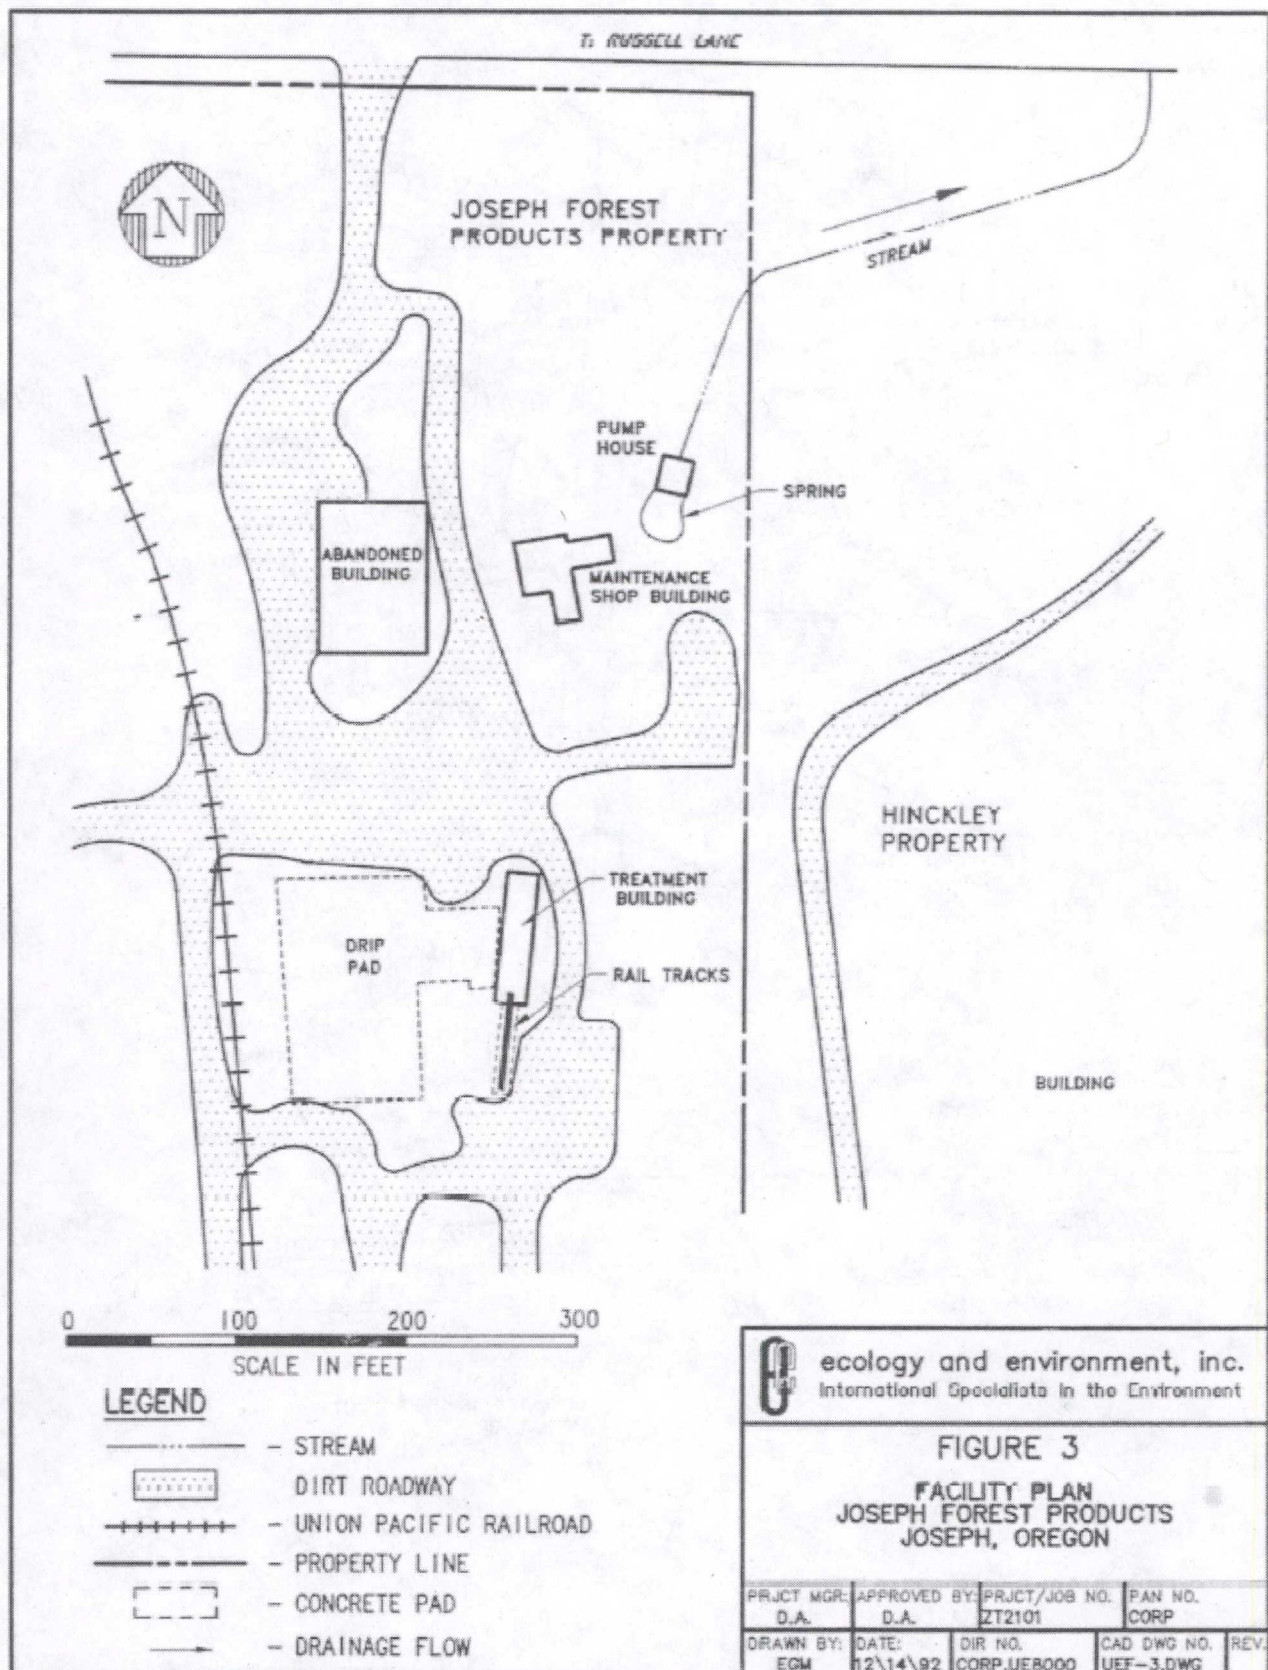 T: RUSSELL LANE
N
JOSEPH FOREST
PRODUCTS PROPERTY
STREAM
PUMP
HOUSE
SPRING
ABANDONED
BUILDING
MAINTENANCE
SHOP BUILDING
HINCKLEY
PROPERTY
TREATMENT
BUILDING
DRIP
PAD
RAIL TRACKS
BUILDING
0 100 200 300
SCALE IN FEET
LEGEND
- STREAM
DIRT ROADWAY
- UNION PACIFIC RAILROAD
- PROPERTY LINE
- CONCRETE PAD
- DRAINAGE FLOW
ecology and environment, inc.
International Specialists in the Environment
FIGURE 3
FACILITY PLAN
JOSEPH FOREST PRODUCTS
JOSEPH, OREGON
PRJCT MGR: APPROVED BY: PRJCT/JOB NO. PAN NO.
D.A. D.A. ZT2101 CORP
DRAWN BY: DATE: DIR NO. CAD DWG NO. REV.
EGM 12\14\92 CORP.UEB000 UEF-3.DWG